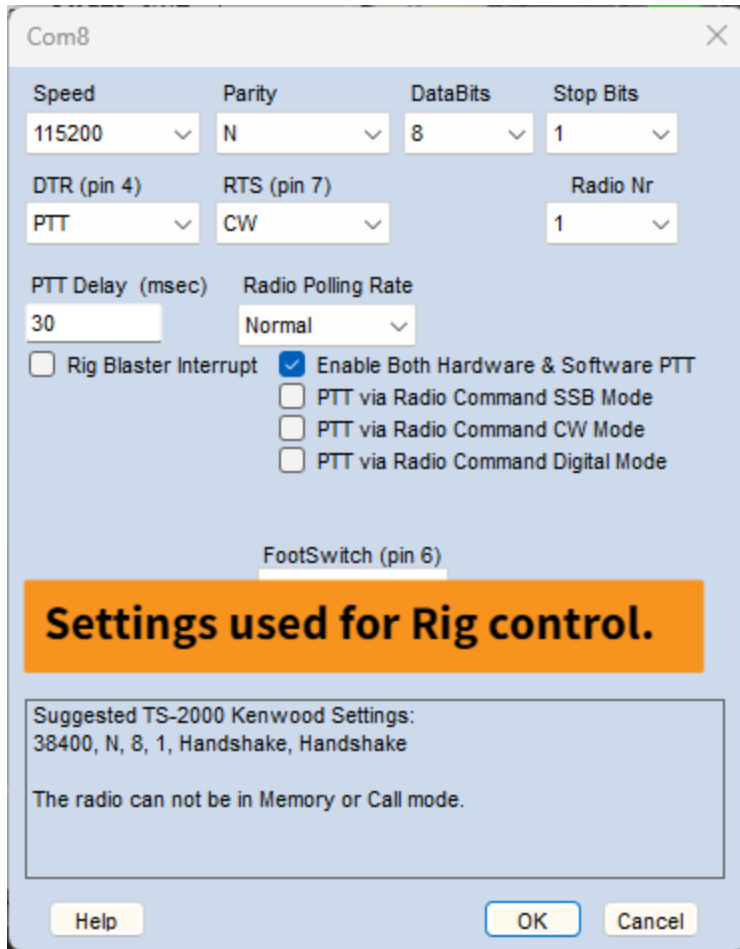 Com8
Speed Parity DataBits Stop Bits
115200 N 8 1
DTR (pin 4) RTS (pin 7) Radio Nr
PTT CW 1
PTT Delay (msec) Radio Polling Rate
30 Normal
Rig Blaster Interrupt Enable Both Hardware & Software PTT
PTT via Radio Command SSB Mode
PTT via Radio Command CW Mode
PTT via Radio Command Digital Mode
FootSwitch (pin 6)
Settings used for Rig control.
Suggested TS-2000 Kenwood Settings:
38400, N, 8, 1, Handshake, Handshake
The radio can not be in Memory or Call mode.
Help OK Cancel